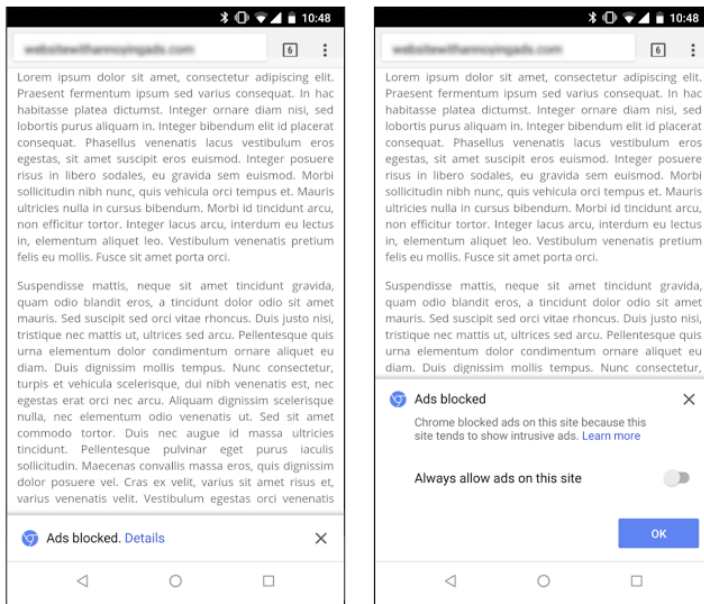 10:48
websitewithannoyingads.com
6
Lorem ipsum dolor sit amet, consectetur adipiscing elit.
Praesent fermentum ipsum sed varius consequat. In hac
habitasse platea dictumst. Integer ornare diam nisi, sed
lobortis purus aliquam in. Integer bibendum elit id placerat
consequat. Phasellus venenatis lacus vestibulum eros
egestas, sit amet suscipit eros euismod. Integer posuere
risus in libero sodales, eu gravida sem euismod. Morbi
sollicitudin nibh nunc, quis vehicula orci tempus et. Mauris
ultricies nulla in cursus bibendum. Morbi id tincidunt arcu,
non efficitur tortor. Integer lacus arcu, interdum eu lectus
in, elementum aliquet leo. Vestibulum venenatis pretium
felis eu mollis. Fusce sit amet porta orci.
Suspendisse mattis, neque sit amet tincidunt gravida,
quam odio blandit eros, a tincidunt dolor odio sit amet
mauris. Sed suscipit sed orci vitae rhoncus. Duis justo nisi,
tristique nec mattis ut, ultrices sed arcu. Pellentesque quis
urna elementum dolor condimentum ornare aliquet eu
diam. Duis dignissim mollis tempus. Nunc consectetur,
turpis et vehicula scelerisque, dui nibh venenatis est, nec
egestas erat orci nec arcu. Aliquam dignissim scelerisque
nulla, nec elementum odio venenatis ut. Sed sit amet
commodo tortor. Duis nec augue id massa ultricies
tincidunt. Pellentesque pulvinar eget purus iaculis
sollicitudin. Maecenas convallis massa eros, quis dignissim
dolor posuere vel. Cras ex velit, varius sit amet risus et,
varius venenatis velit. Vestibulum egestas orci venenatis
Ads blocked. Details
10:48
websitewithannoyingads.com
6
Lorem ipsum dolor sit amet, consectetur adipiscing elit.
Praesent fermentum ipsum sed varius consequat. In hac
habitasse platea dictumst. Integer ornare diam nisi, sed
lobortis purus aliquam in. Integer bibendum elit id placerat
consequat. Phasellus venenatis lacus vestibulum eros
egestas, sit amet suscipit eros euismod. Integer posuere
risus in libero sodales, eu gravida sem euismod. Morbi
sollicitudin nibh nunc, quis vehicula orci tempus et. Mauris
ultricies nulla in cursus bibendum. Morbi id tincidunt arcu,
non efficitur tortor. Integer lacus arcu, interdum eu lectus
in, elementum aliquet leo. Vestibulum venenatis pretium
felis eu mollis. Fusce sit amet porta orci.
Suspendisse mattis, neque sit amet tincidunt gravida,
quam odio blandit eros, a tincidunt dolor odio sit amet
mauris. Sed suscipit sed orci vitae rhoncus. Duis justo nisi,
tristique nec mattis ut, ultrices sed arcu. Pellentesque quis
urna elementum dolor condimentum ornare aliquet eu
diam. Duis dignissim mollis tempus. Nunc consectetur,
Ads blocked
Chrome blocked ads on this site because this
site tends to show intrusive ads. Learn more
Always allow ads on this site
OK